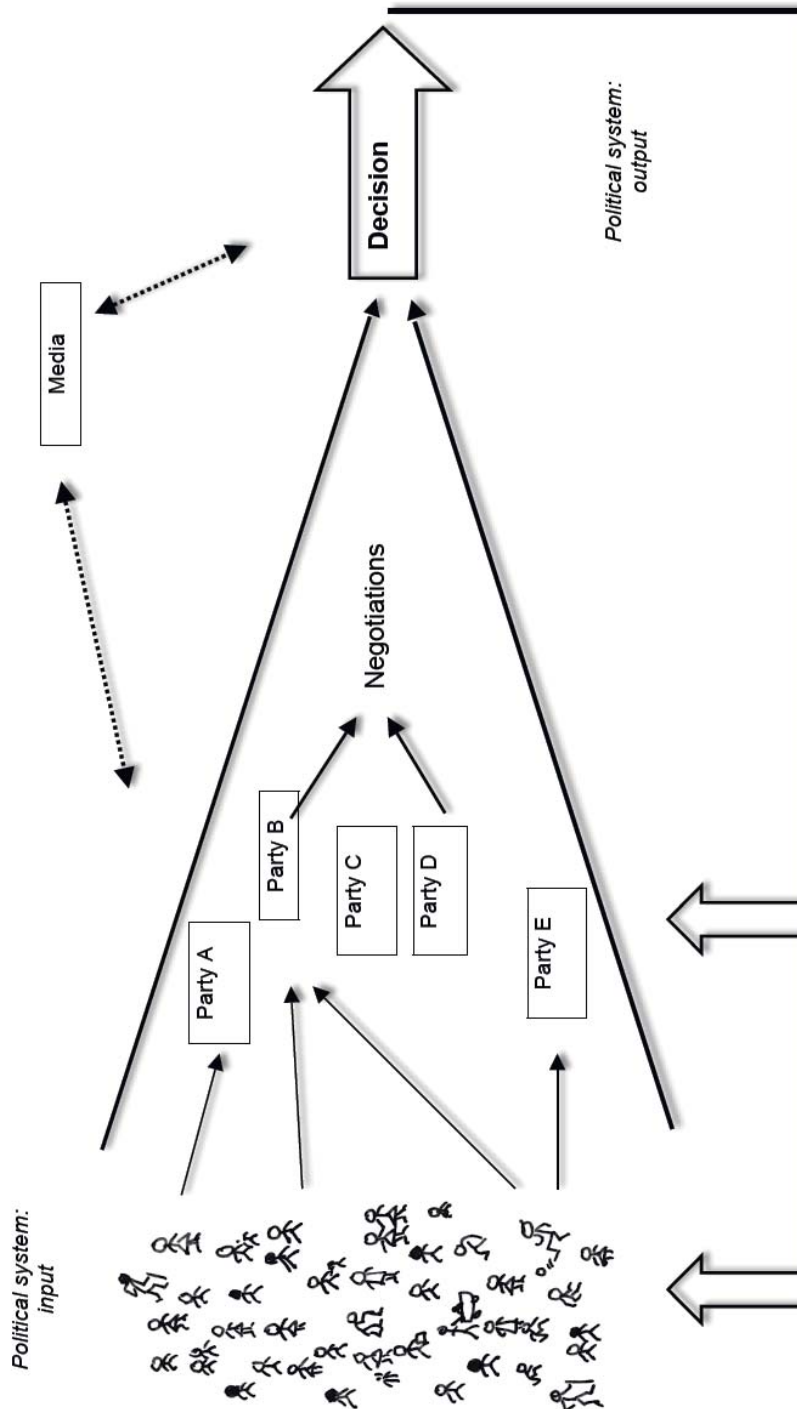 Political system:
input
Party A
Party B
Party C
Party D
Party E
Negotiations
Media
Decision
Political system:
output